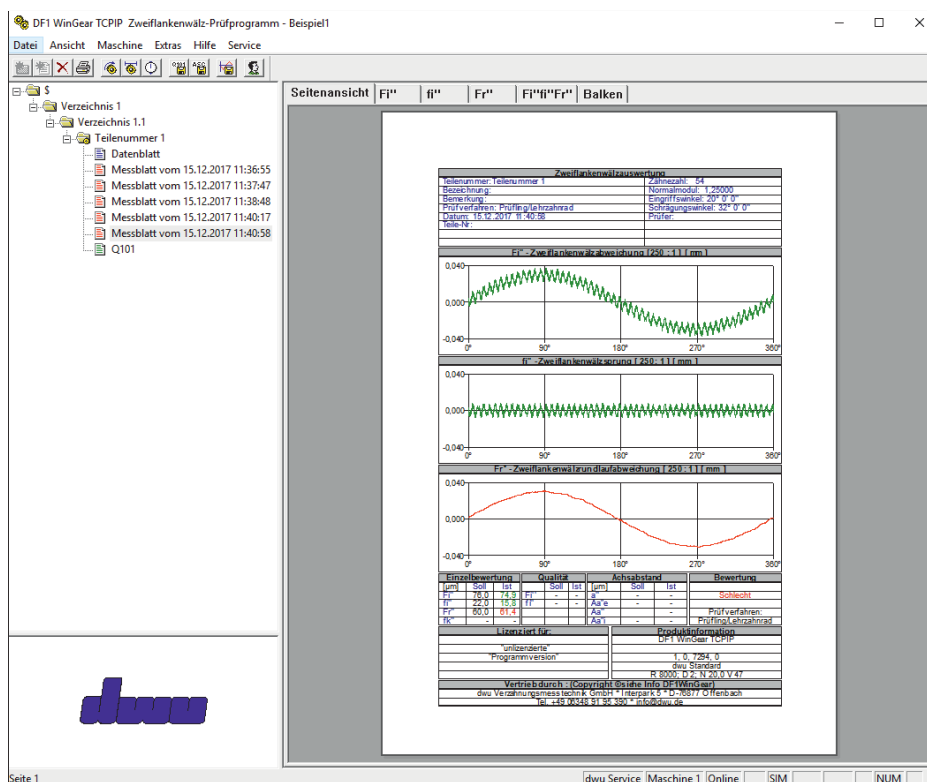 DF1 WinGear TCPIP Zweiflankenwälz-Prüfprogramm - Beispiel1
Datei Ansicht Maschine Extras Hilfe Service
$
Verzeichnis 1
Verzeichnis 1.1
Teilenummer 1
Datenblatt
Messblatt vom 15.12.2017 11:36:55
Messblatt vom 15.12.2017 11:37:47
Messblatt vom 15.12.2017 11:38:48
Messblatt vom 15.12.2017 11:40:17
Messblatt vom 15.12.2017 11:40:58
Q101
dwu
Seitenansicht Fi" fi" Fr" Fi"fi"Fr" Balken
Zweiflankenwälzauswertung
Teilenummer: Teilenummer 1 Zähnezahl: 54
Bezeichnung: Normalmodul: 1,25000
Bemerkung: Eingriffswinkel: 20° 0' 0"
Prüfverfahren: Prüfling/Lehrzahnrad Schrägungswinkel: 32° 0' 0"
Datum: 15.12.2017 11:40:58 Prüfer:
Teile-Nr.:
Fi" - Zweiflankenwälzabweichung [ 250 : 1 ] [ mm ]
0,040
0,000
-0,040
0° 90° 180° 270° 360°
fi" - Zweiflankenwälzsprung [ 250 : 1 ] [ mm ]
0,040
0,000
-0,040
0° 90° 180° 270° 360°
Fr" - Zweiflankenwälzrundlaufabweichung [ 250 : 1 ] [ mm ]
0,040
0,000
-0,040
0° 90° 180° 270° 360°
Einzelbewertung Qualität Achsabstand Bewertung
[µm] Soll Ist Soll Ist [µm] Soll Ist
Fi" 76,0 74,9 Fi" - - a" - - Schlecht
fi" 22,0 15,8 fi" - - Aa"e - -
Fr" 60,0 61,4 Aa" - - Prüfverfahren:
fk" - - Aa"i - - Prüfling/Lehrzahnrad
Lizenziert für: Produktinformation
DF1 WinGear TCPIP
"unlizenzierte"
"Programmversion" 1, 0, 7294, 0
dwu Standard
R 8000; D 2; N 20,0 V 47
Vertrieb durch : (Copyright ©siehe Info DF1WinGear)
dwu Verzahnungsmesstechnik GmbH * Interpark 5 * D-76877 Offenbach
Tel. +49 06348 91 95 390 * info@dwu.de
Seite 1 dwu Service Maschine 1 Online SIM NUM